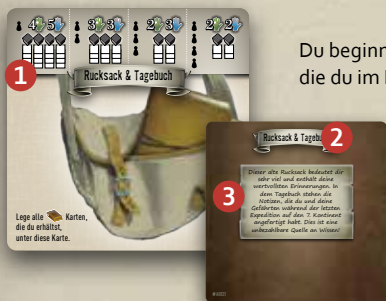 4 5 3 3 2 3 2 2
Du beginn
die du im
1
Rucksack & Tagebuch
Lege alle Karten,
die du erhältst,
unter diese Karte.
Rucksack & Tagebu
2
3
Dieser alte Rucksack bedeutet dir
sehr viel und enthält deine
wertvollsten Erinnerungen. In
dem Tagebuch stehen die
Notizen, die du und deine
Gefährten während der letzten
Expedition auf den 7. Kontinent
angefertigt habt. Dies ist eine
unbezahlbare Quelle an Wissen!